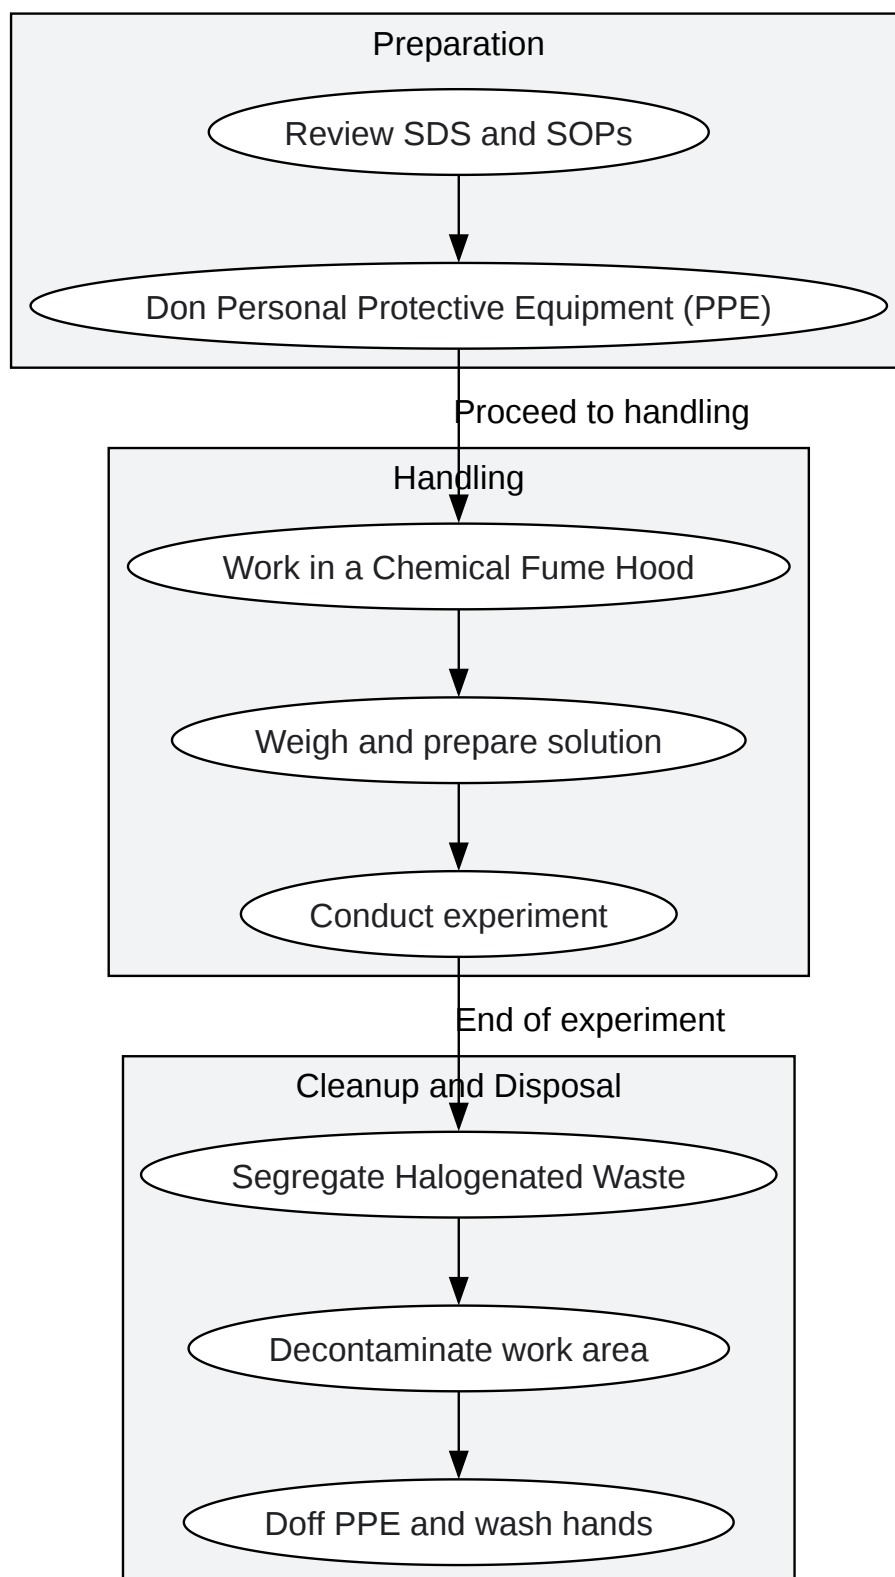 Preparation
Review SDS and SOPs
Don Personal Protective Equipment (PPE)
Proceed to handling
Handling
Work in a Chemical Fume Hood
Weigh and prepare solution
Conduct experiment
End of experiment
Cleanup and Disposal
Segregate Halogenated Waste
Decontaminate work area
Doff PPE and wash hands